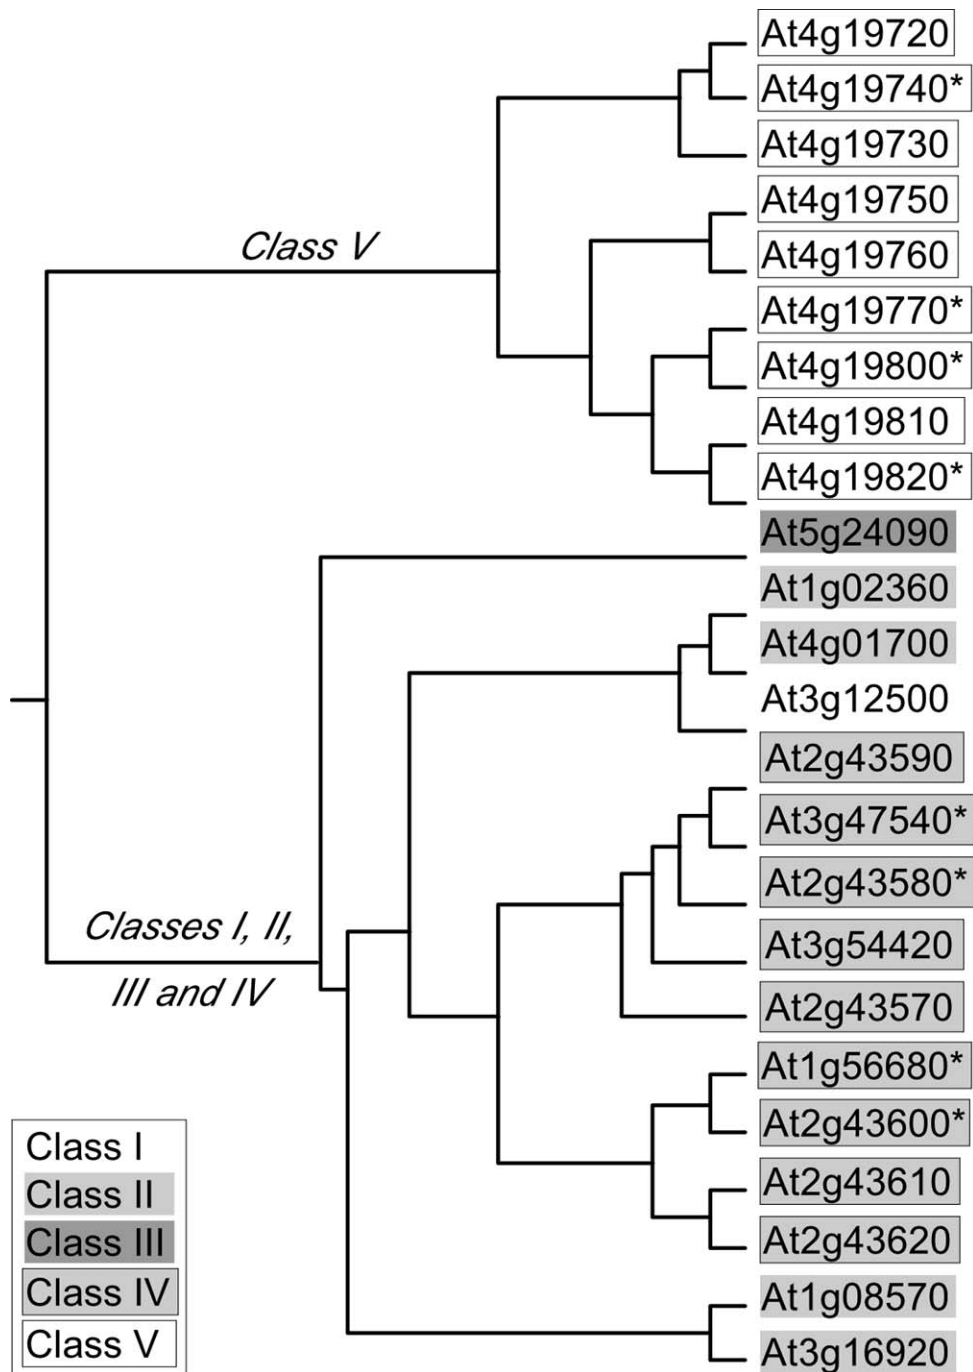 At4g19720
At4g19740*
At4g19730
At4g19750
Class V
At4g19760
At4g19770*
At4g19800*
At4g19810
At4g19820*
At5g24090
At1g02360
At4g01700
At3g12500
At2g43590
At3g47540*
At2g43580*
Classes I, II,
At3g54420
III and IV
At2g43570
At1g56680*
At2g43600*
At2g43610
At2g43620
At1g08570
At3g16920
Class I
Class II
Class III
Class IV
Class V